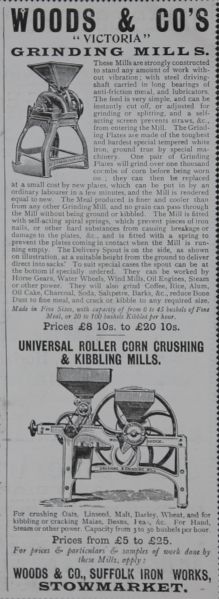 WOODS & CO'S
"VICTORIA"
GRINDING MILLS.
These Mills are strongly constructed
to stand any amount of work with-
out vibration; with steel driving-
shaft carried in long bearings of
anti-friction metal, and lubricators.
The feed is very simple, and can be
instantly cut off, or adjusted for
grinding or splitting, and a self-
acting screen prevents straws, &c.,
from entering the Mill. The Grind-
ing Plates are made of the toughest
and hardest special tempered white
iron, ground true by special ma-
chinery. One pair of Grinding
Plates will grind over one thousand
coombs of corn before being worn
on; they can then be replaced
at a small cost by new plates, which can be put in by an
ordinary labourer in a few minutes, and the Mill is rendered
equal to new. The Meal produced is finer and cooler than
from any other Grinding Mill, and no grain can pass through
the Mill without being ground or kibbled. The Mill is fitted
with self-acting spiral springs, which prevent pieces of iron
nails, or other hard substances from causing breakage or
damage to the plates, &c., and is fitted with a spring to
prevent the plates coming in contact when the Mill is run-
ning empty. The Delivery Spout is on the side, as shown
on illustration, at a suitable height from the ground to deliver
direct into sacks. To suit special cases the spout can be at
the bottom if specially ordered. They can be worked by
Horse Gears, Water Wheels, Wind Mills, Oil Engines, Steam
or other power. They will also grind Coffee, Rice, Alum,
Oil Cake, Charcoal, Soda, Saltpetre, Barks, &c., reduce Bone
Dust to fine meal, and crack or kibble to any required size.
Made in Five Sizes, with capacity of from 6 to 45 bushels of Fine
Meal, or 20 to 100 bushels Kibbled per hour.
Prices £8 10s. to £20 10s.
UNIVERSAL ROLLER CORN CRUSHING
& KIBBLING MILLS.
For crushing Oats, Linseed, Malt, Barley, Wheat, and for
kibbling or cracking Maize, Beans, Peas, &c. For Hand,
Steam or other power. Capacity from 3 to 50 bushels per hour.
Prices from £5 to £25.
For prices & particulars & samples of work done by
these Mills, apply:
WOODS & CO., SUFFOLK IRON WORKS,
STOWMARKET.